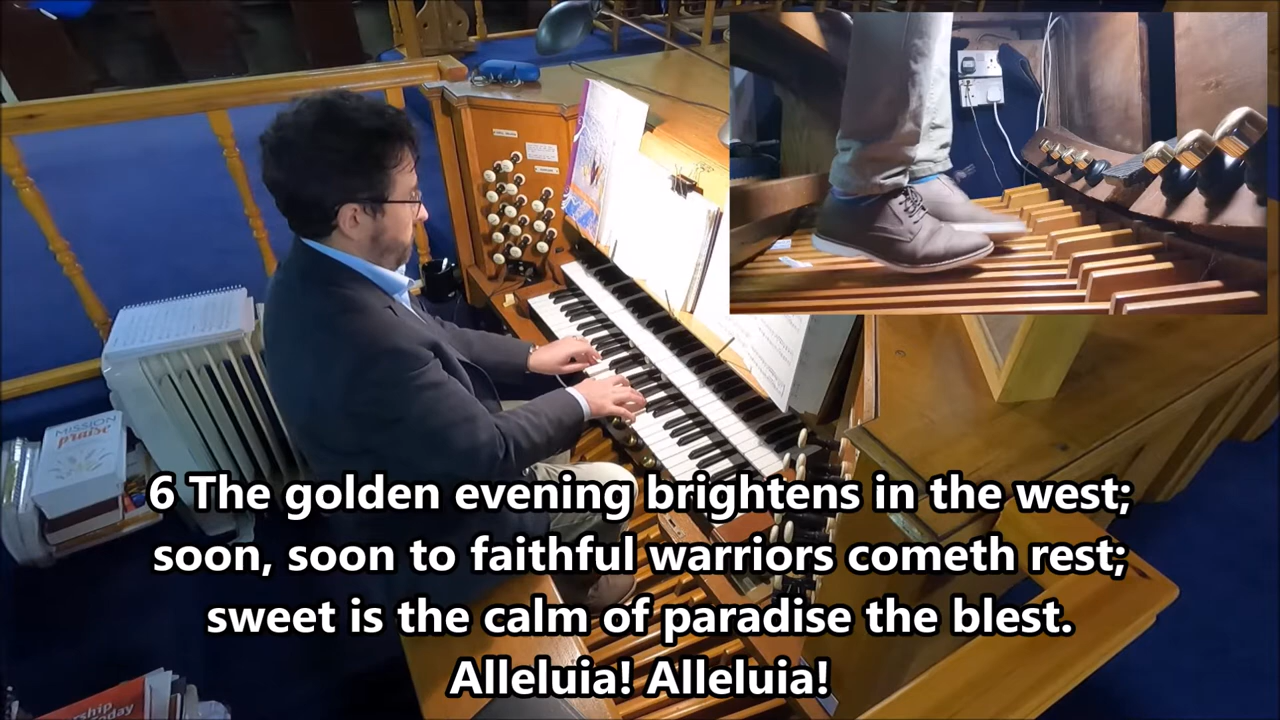 MISSION
praise
6 The golden evening brightens in the west;
soon, soon to faithful warriors cometh rest;
sweet is the calm of paradise the blest.
Alleluia! Alleluia!